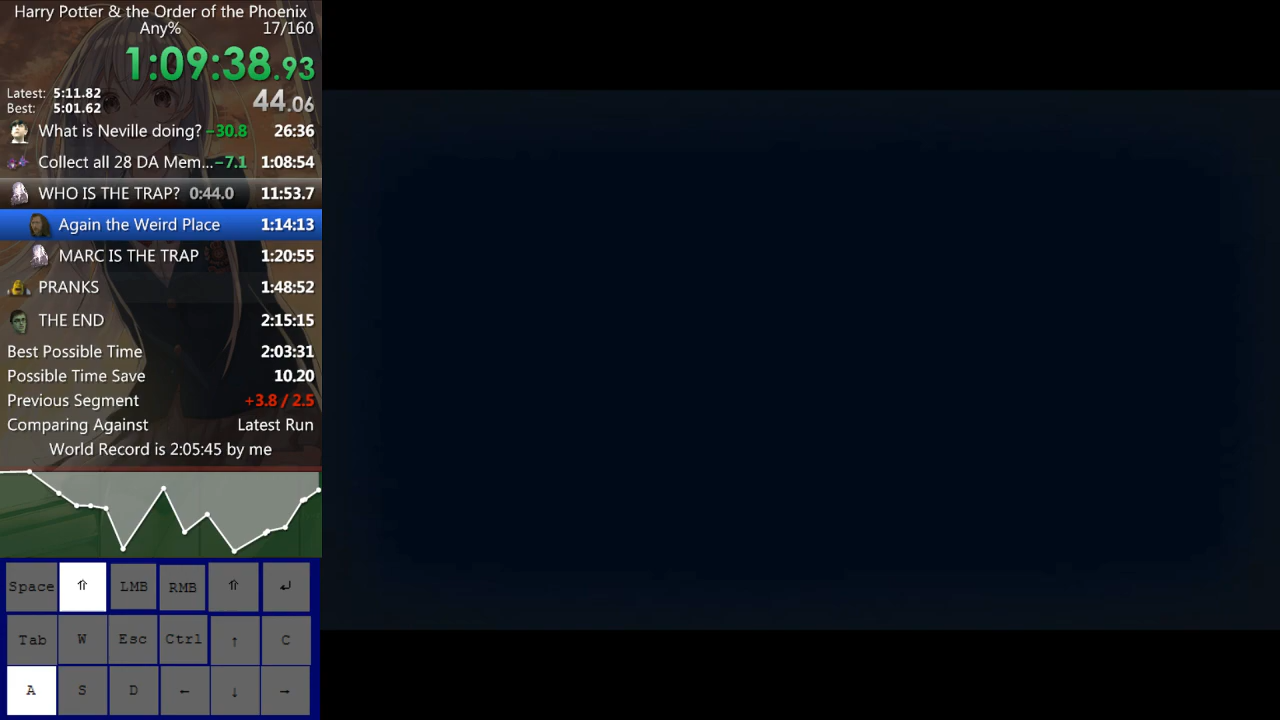 Harry Potter & the Order of the Phoenix
Any% 17/160
1:09:38.93
Latest: 5:11.82
Best: 5:01.62
44.06
What is Neville doing? -30.8 26:36
Collect all 28 DA Mem... -7.1 1:08:54
WHO IS THE TRAP? 0:44.0 11:53.7
Again the Weird Place 1:14:13
MARC IS THE TRAP 1:20:55
PRANKS 1:48:52
THE END 2:15:15
Best Possible Time 2:03:31
Possible Time Save 10.20
Previous Segment +3.8 / 2.5
Comparing Against Latest Run
World Record is 2:05:45 by me
Space ⇑ LMB RMB ⇑ ↵
Tab W Esc Ctrl ↑ C
A S D ← ↓ →